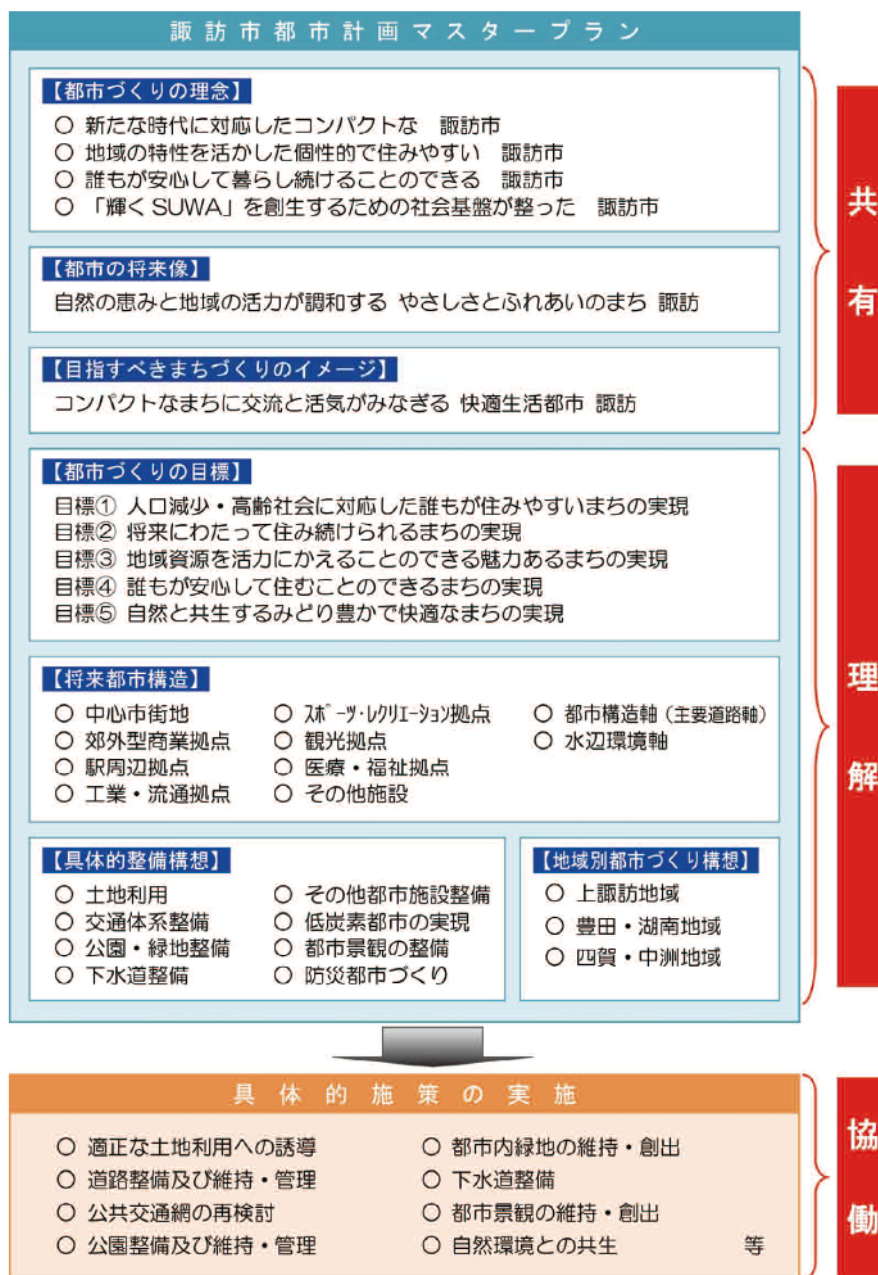 諏訪市都市計画マスタープラン
【都市づくりの理念】
○ 新たな時代に対応したコンパクトな 諏訪市
○ 地域の特性を活かした個性的で住みやすい 諏訪市
○ 誰もが安心して暮らし続けることのできる 諏訪市
○ 「輝くSUWA」を創生するための社会基盤が整った 諏訪市
【都市の将来像】
自然の恵みと地域の活力が調和する やさしさとふれあいのまち 諏訪
【目指すべきまちづくりのイメージ】
コンパクトなまちに交流と活気がみなぎる 快適生活都市 諏訪
共有
【都市づくりの目標】
目標① 人口減少・高齢社会に対応した誰もが住みやすいまちの実現
目標② 将来にわたって住み続けられるまちの実現
目標③ 地域資源を活力にかえることのできる魅力あるまちの実現
目標④ 誰もが安心して住むことのできるまちの実現
目標⑤ 自然と共生するみどり豊かで快適なまちの実現
【将来都市構造】
○ 中心市街地
○ 郊外型商業拠点
○ 駅周辺拠点
○ 工業・流通拠点
○ ｽﾎﾟｰﾂ･ﾚｸﾘｴｰｼｮﾝ拠点
○ 観光拠点
○ 医療・福祉拠点
○ その他施設
○ 都市構造軸（主要道路軸）
○ 水辺環境軸
【具体的整備構想】
○ 土地利用
○ 交通体系整備
○ 公園・緑地整備
○ 下水道整備
○ その他都市施設整備
○ 低炭素都市の実現
○ 都市景観の整備
○ 防災都市づくり
【地域別都市づくり構想】
○ 上諏訪地域
○ 豊田・湖南地域
○ 四賀・中洲地域
理解
具体的施策の実施
○ 適正な土地利用への誘導
○ 道路整備及び維持・管理
○ 公共交通網の再検討
○ 公園整備及び維持・管理
○ 都市内緑地の維持・創出
○ 下水道整備
○ 都市景観の維持・創出
○ 自然環境との共生 等
協働